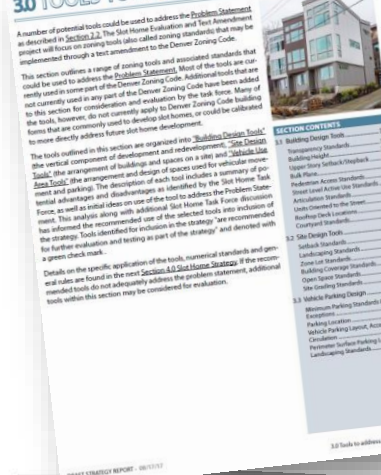 3.0 TOOLS
A number of potential tools could be used to address the Problem Statement
as described in Section 2.2. The Slot Home Evaluation and Text Amendment
project will focus on zoning tools (also called zoning standards) that may be
implemented through a text amendment to the Denver Zoning Code.
This section outlines a range of zoning tools and associated standards that
could be used to address the Problem Statement. Most of the tools are cur-
rently used in some part of the Denver Zoning Code. Additional tools that are
not currently used in any part of the Denver Zoning Code have been added
to this section for consideration and evaluation by the task force. Many of
the tools, however, do not currently apply to Denver Zoning Code building
forms that are commonly used to develop slot homes, or could be calibrated
to more directly address future slot home development.
The tools outlined in this section are organized into "Building Design Tools"
(the vertical component of development and redevelopment), "Site Design
Tools" (the arrangement of buildings and spaces on a site) and "Vehicle Use
Area Tools" (the arrangement and design of spaces used for vehicular move-
ment and parking). The description of each tool includes a summary of po-
tential advantages and disadvantages as identified by the Slot Home Task
Force, as well as initial ideas on use of the tool to address the Problem State-
ment. This analysis along with additional Slot Home Task Force discussion
has informed the recommended use of the selected tools into inclusion of
the strategy. Tools identified for inclusion in the strategy "are recommended
for further evaluation and testing as part of the strategy" and denoted with
a green check mark.
Details on the specific application of the tools, numerical standards and gen-
eral rules are found in the next Section 4.0 Slot Home Strategy. If the recom-
mended tools do not adequately address the problem statement, additional
tools within this section may be considered for evaluation.
SECTION CONTENTS
3.1 Building Design Tools
Transparency Standards
Building Height
Upper Story Setback/Stepback
Bulk Plane
Pedestrian Access Standards
Street Level Active Use Standards
Articulation Standards
Units Oriented to the Street
Rooftop Deck Locations
Courtyard Standards
3.2 Site Design Tools
Setback Standards
Landscaping Standards
Zone Lot Standards
Building Coverage Standards
Open Space Standards
Site Grading Standards
3.3 Vehicle Parking Design
Minimum Parking Standards
Exceptions
Parking Location
Vehicle Parking Layout, Acc
Circulation
Perimeter Surface Parking L
Landscaping Standards
DRAFT STRATEGY REPORT - 08/11/17
3.0 Tools to address